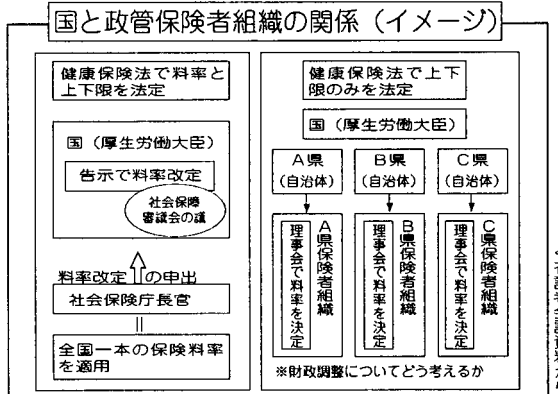 国と政管保険者組織の関係（イメージ）
健康保険法で料率と
上下限を法定
国（厚生労働大臣）
告示で料率改定
社会保障
審議会の議
料率改定
の申出
社会保険庁長官
全国一本の保険料率
を適用
健康保険法で上下
限のみを法定
国（厚生労働大臣）
A県
（自治体）
B県
（自治体）
C県
（自治体）
A県保険者組織
理事会で料率を決定
B県保険者組織
理事会で料率を決定
C県保険者組織
理事会で料率を決定
※財政調整についてどう考えるか